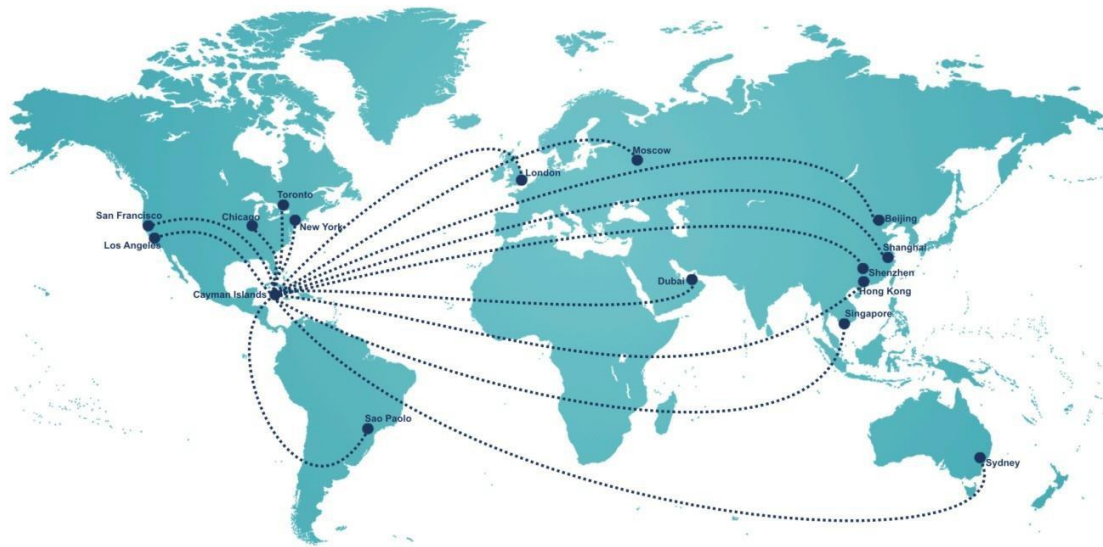 Moscow
London
Toronto
San Francisco
Chicago
New York
Beijing
Los Angeles
Shanghai
Shenzhen
Dubai
Hong Kong
Cayman Islands
Singapore
Sao Paolo
Sydney